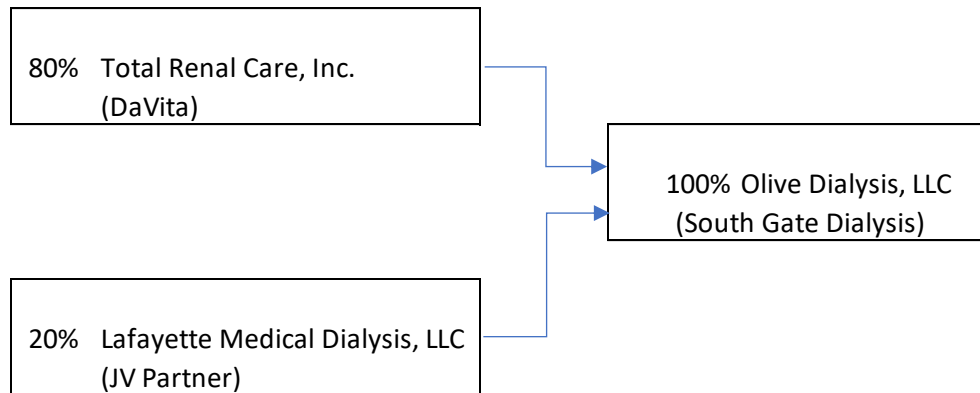 80% Total Renal Care, Inc.
(DaVita)
100% Olive Dialysis, LLC
(South Gate Dialysis)
20% Lafayette Medical Dialysis, LLC
(JV Partner)